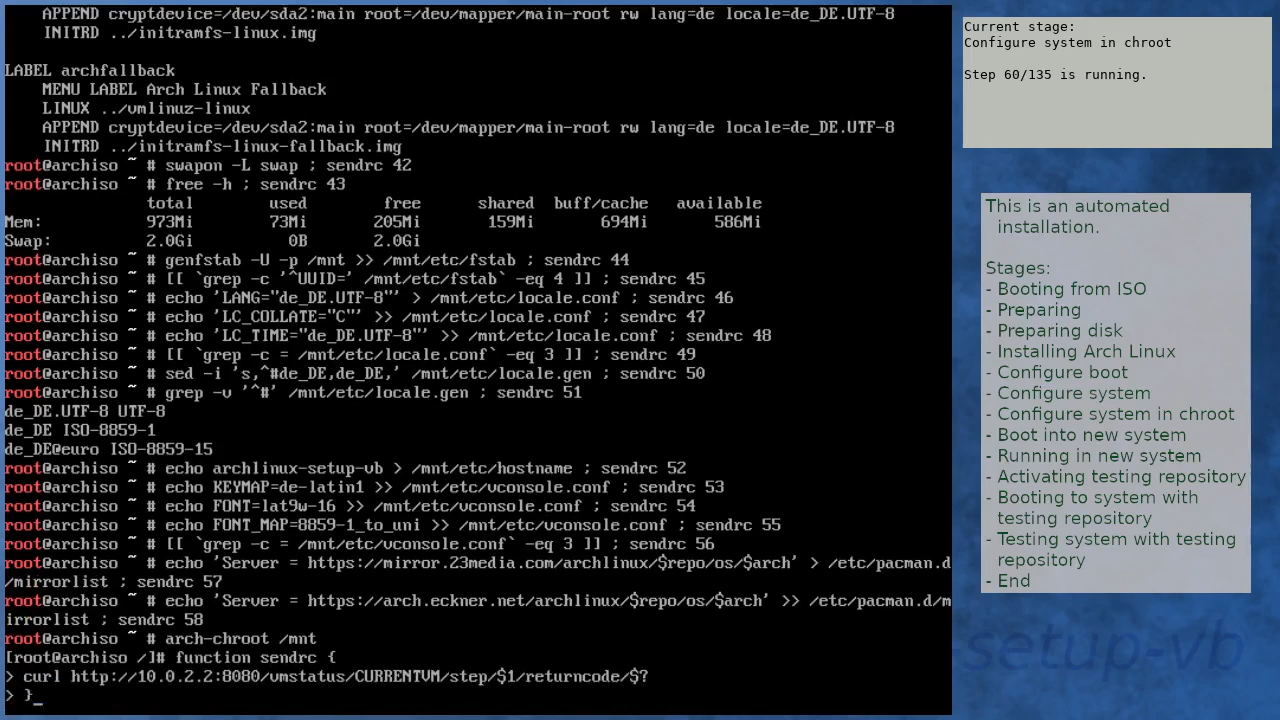 APPEND cryptdevice=/dev/sda2:main root=/dev/mapper/main-root rw lang=de locale=de_DE.UTF-8
INITRD ../initramfs-linux.img
LABEL archfallback
MENU LABEL Arch Linux Fallback
LINUX ../vmlinuz-linux
APPEND cryptdevice=/dev/sda2:main root=/dev/mapper/main-root rw lang=de locale=de_DE.UTF-8
INITRD ../initramfs-linux-fallback.img
root@archiso ~ # swapon -L swap ; sendrc 42
root@archiso ~ # free -h ; sendrc 43
total used free shared buff/cache available
Mem: 973Mi 73Mi 205Mi 159Mi 694Mi 586Mi
Swap: 2.0Gi 0B 2.0Gi
root@archiso ~ # genfstab -U -p /mnt >> /mnt/etc/fstab ; sendrc 44
root@archiso ~ # [[ `grep -c '^UUID=' /mnt/etc/fstab` -eq 4 ]] ; sendrc 45
root@archiso ~ # echo 'LANG="de_DE.UTF-8"' > /mnt/etc/locale.conf ; sendrc 46
root@archiso ~ # echo 'LC_COLLATE="C"' >> /mnt/etc/locale.conf ; sendrc 47
root@archiso ~ # echo 'LC_TIME="de_DE.UTF-8"' >> /mnt/etc/locale.conf ; sendrc 48
root@archiso ~ # [[ `grep -c = /mnt/etc/locale.conf` -eq 3 ]] ; sendrc 49
root@archiso ~ # sed -i 's,^#de_DE,de_DE,' /mnt/etc/locale.gen ; sendrc 50
root@archiso ~ # grep -v '^#' /mnt/etc/locale.gen ; sendrc 51
de_DE.UTF-8 UTF-8
de_DE ISO-8859-1
de_DE@euro ISO-8859-15
root@archiso ~ # echo archlinux-setup-vb > /mnt/etc/hostname ; sendrc 52
root@archiso ~ # echo KEYMAP=de-latin1 >> /mnt/etc/vconsole.conf ; sendrc 53
root@archiso ~ # echo FONT=lat9w-16 >> /mnt/etc/vconsole.conf ; sendrc 54
root@archiso ~ # echo FONT_MAP=8859-1_to_uni >> /mnt/etc/vconsole.conf ; sendrc 55
root@archiso ~ # [[ `grep -c = /mnt/etc/vconsole.conf` -eq 3 ]] ; sendrc 56
root@archiso ~ # echo 'Server = https://mirror.23media.com/archlinux/$repo/os/$arch' > /etc/pacman.d
/mirrorlist ; sendrc 57
root@archiso ~ # echo 'Server = https://arch.eckner.net/archlinux/$repo/os/$arch' >> /etc/pacman.d/m
irrorlist ; sendrc 58
root@archiso ~ # arch-chroot /mnt
[root@archiso /]# function sendrc {
> curl http://10.0.2.2:8080/vmstatus/CURRENTVM/step/$1/returncode/$?
> }_
Current stage:
Configure system in chroot
Step 60/135 is running.
This is an automated
installation.
Stages:
- Booting from ISO
- Preparing
- Preparing disk
- Installing Arch Linux
- Configure boot
- Configure system
- Configure system in chroot
- Boot into new system
- Running in new system
- Activating testing repository
- Booting to system with
testing repository
- Testing system with testing
repository
- End
-setup-vb